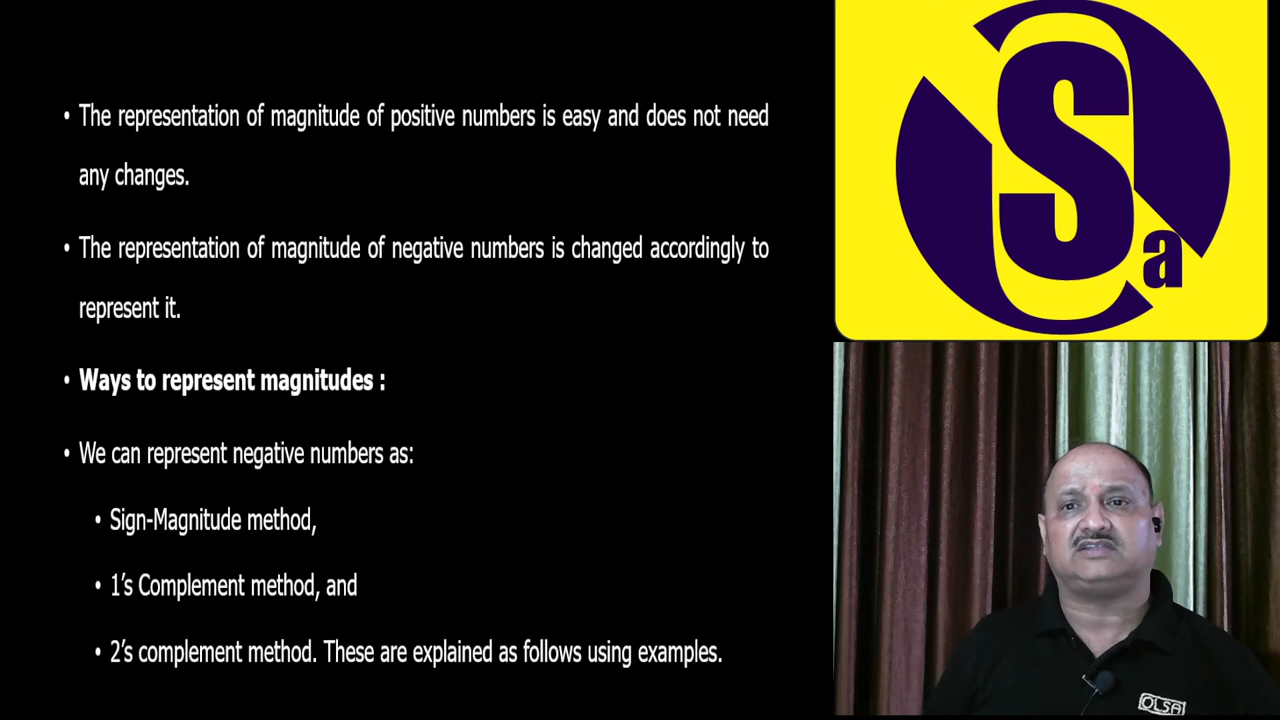 • The representation of magnitude of positive numbers is easy and does not need
any changes.
• The representation of magnitude of negative numbers is changed accordingly to
represent it.
• Ways to represent magnitudes :
• We can represent negative numbers as:
• Sign-Magnitude method,
• 1's Complement method, and
• 2's complement method. These are explained as follows using examples.
S
a
OLSA